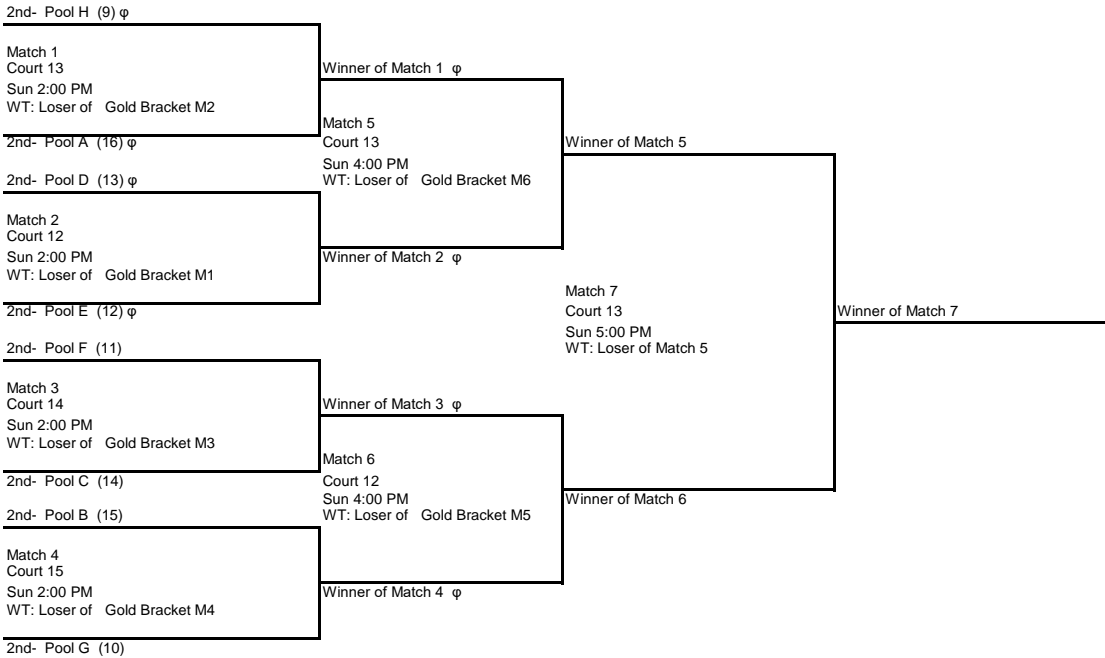 2nd- Pool H (9) φ
Match 1
Court 13
Sun 2:00 PM
WT: Loser of Gold Bracket M2
2nd- Pool A (16) φ
2nd- Pool D (13) φ
Match 2
Court 12
Sun 2:00 PM
WT: Loser of Gold Bracket M1
2nd- Pool E (12) φ
2nd- Pool F (11)
Match 3
Court 14
Sun 2:00 PM
WT: Loser of Gold Bracket M3
2nd- Pool C (14)
2nd- Pool B (15)
Match 4
Court 15
Sun 2:00 PM
WT: Loser of Gold Bracket M4
2nd- Pool G (10)
Winner of Match 1 φ
Match 5
Court 13
Sun 4:00 PM
WT: Loser of Gold Bracket M6
Winner of Match 2 φ
Winner of Match 3 φ
Match 6
Court 12
Sun 4:00 PM
WT: Loser of Gold Bracket M5
Winner of Match 4 φ
Winner of Match 5
Match 7
Court 13
Sun 5:00 PM
WT: Loser of Match 5
Winner of Match 6
Winner of Match 7